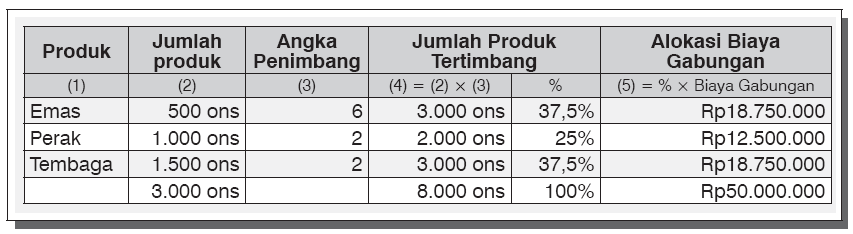 Produk Jumlah produk Angka Penimbang Jumlah Produk Tertimbang Alokasi Biaya Gabungan
(1) (2) (3) (4) = (2) × (3) % (5) = % × Biaya Gabungan
Emas 500 ons 6 3.000 ons 37,5% Rp18.750.000
Perak 1.000 ons 2 2.000 ons 25% Rp12.500.000
Tembaga 1.500 ons 2 3.000 ons 37,5% Rp18.750.000
3.000 ons 8.000 ons 100% Rp50.000.000